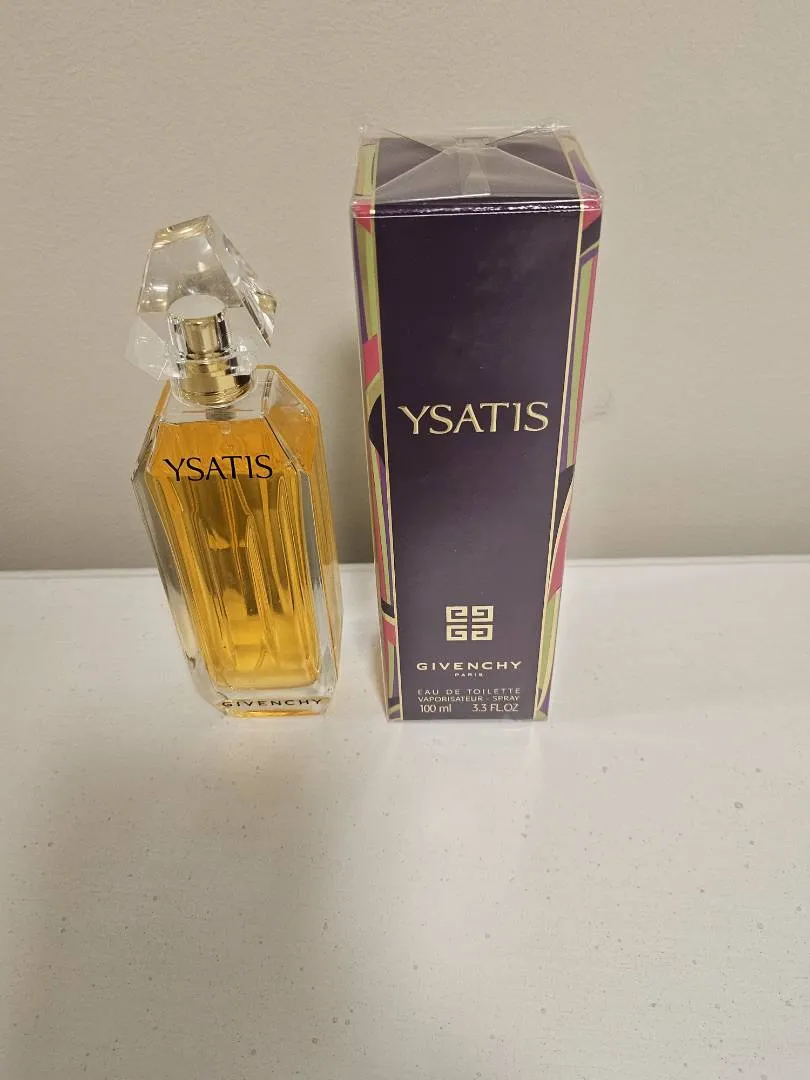 YSATIS
GIVENCHY
YSATIS
GIVENCHY
PARIS
EAU DE TOILETTE
VAPORISATEUR - SPRAY
100 ml 3.3 FL.OZ